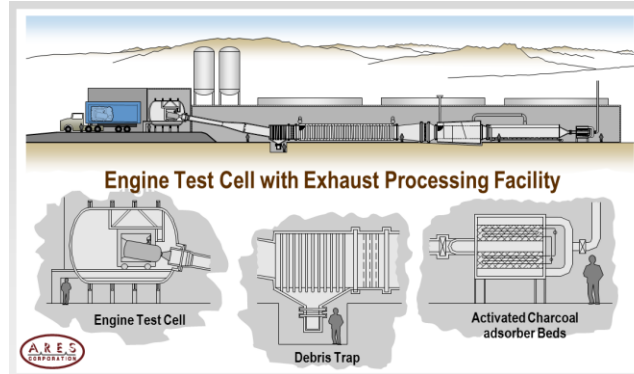 Engine Test Cell with Exhaust Processing Facility
Engine Test Cell
Debris Trap
Activated Charcoal
adsorber Beds
A.R.E.S
CORPORATION